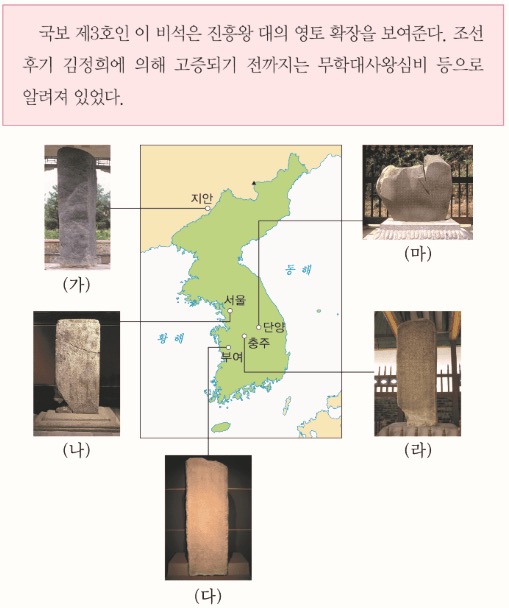 국보 제3호인 이 비석은 진흥왕 대의 영토 확장을 보여준다. 조선
후기 김정희에 의해 고증되기 전까지는 무학대사왕심비 등으로
알려져 있었다.
지안
(가)
(마)
동해
서울
황해
단양
충주
부여
(나)
(라)
(다)